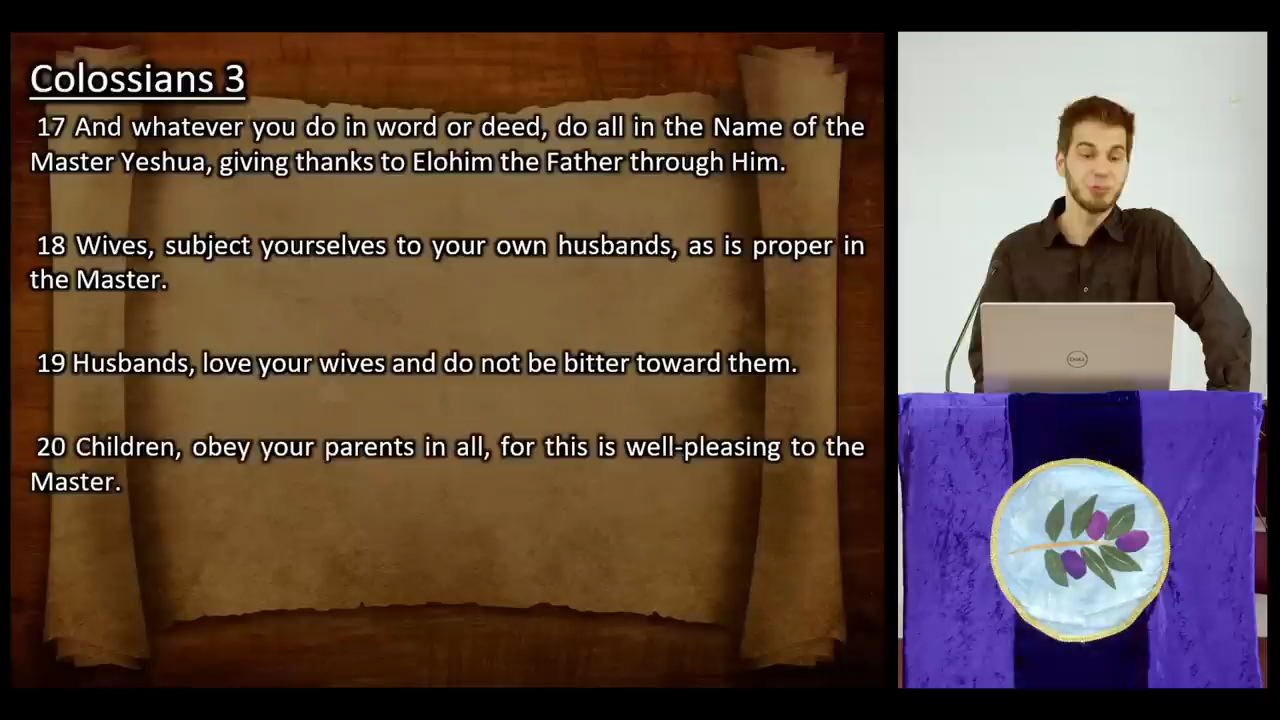 Colossians 3
17 And whatever you do in word or deed, do all in the Name of the
Master Yeshua, giving thanks to Elohim the Father through Him.
18 Wives, subject yourselves to your own husbands, as is proper in
the Master.
19 Husbands, love your wives and do not be bitter toward them.
20 Children, obey your parents in all, for this is well-pleasing to the
Master.
DELL